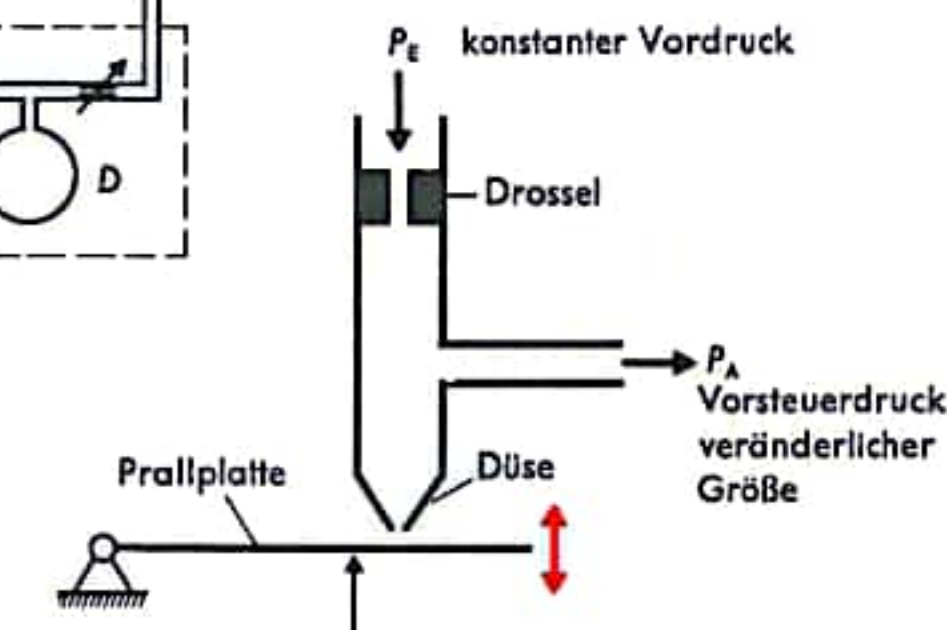 P_E konstanter Vordruck
D
Drossel
P_A
Vorsteuerdruck
veränderlicher
Größe
Prallplatte
Düse